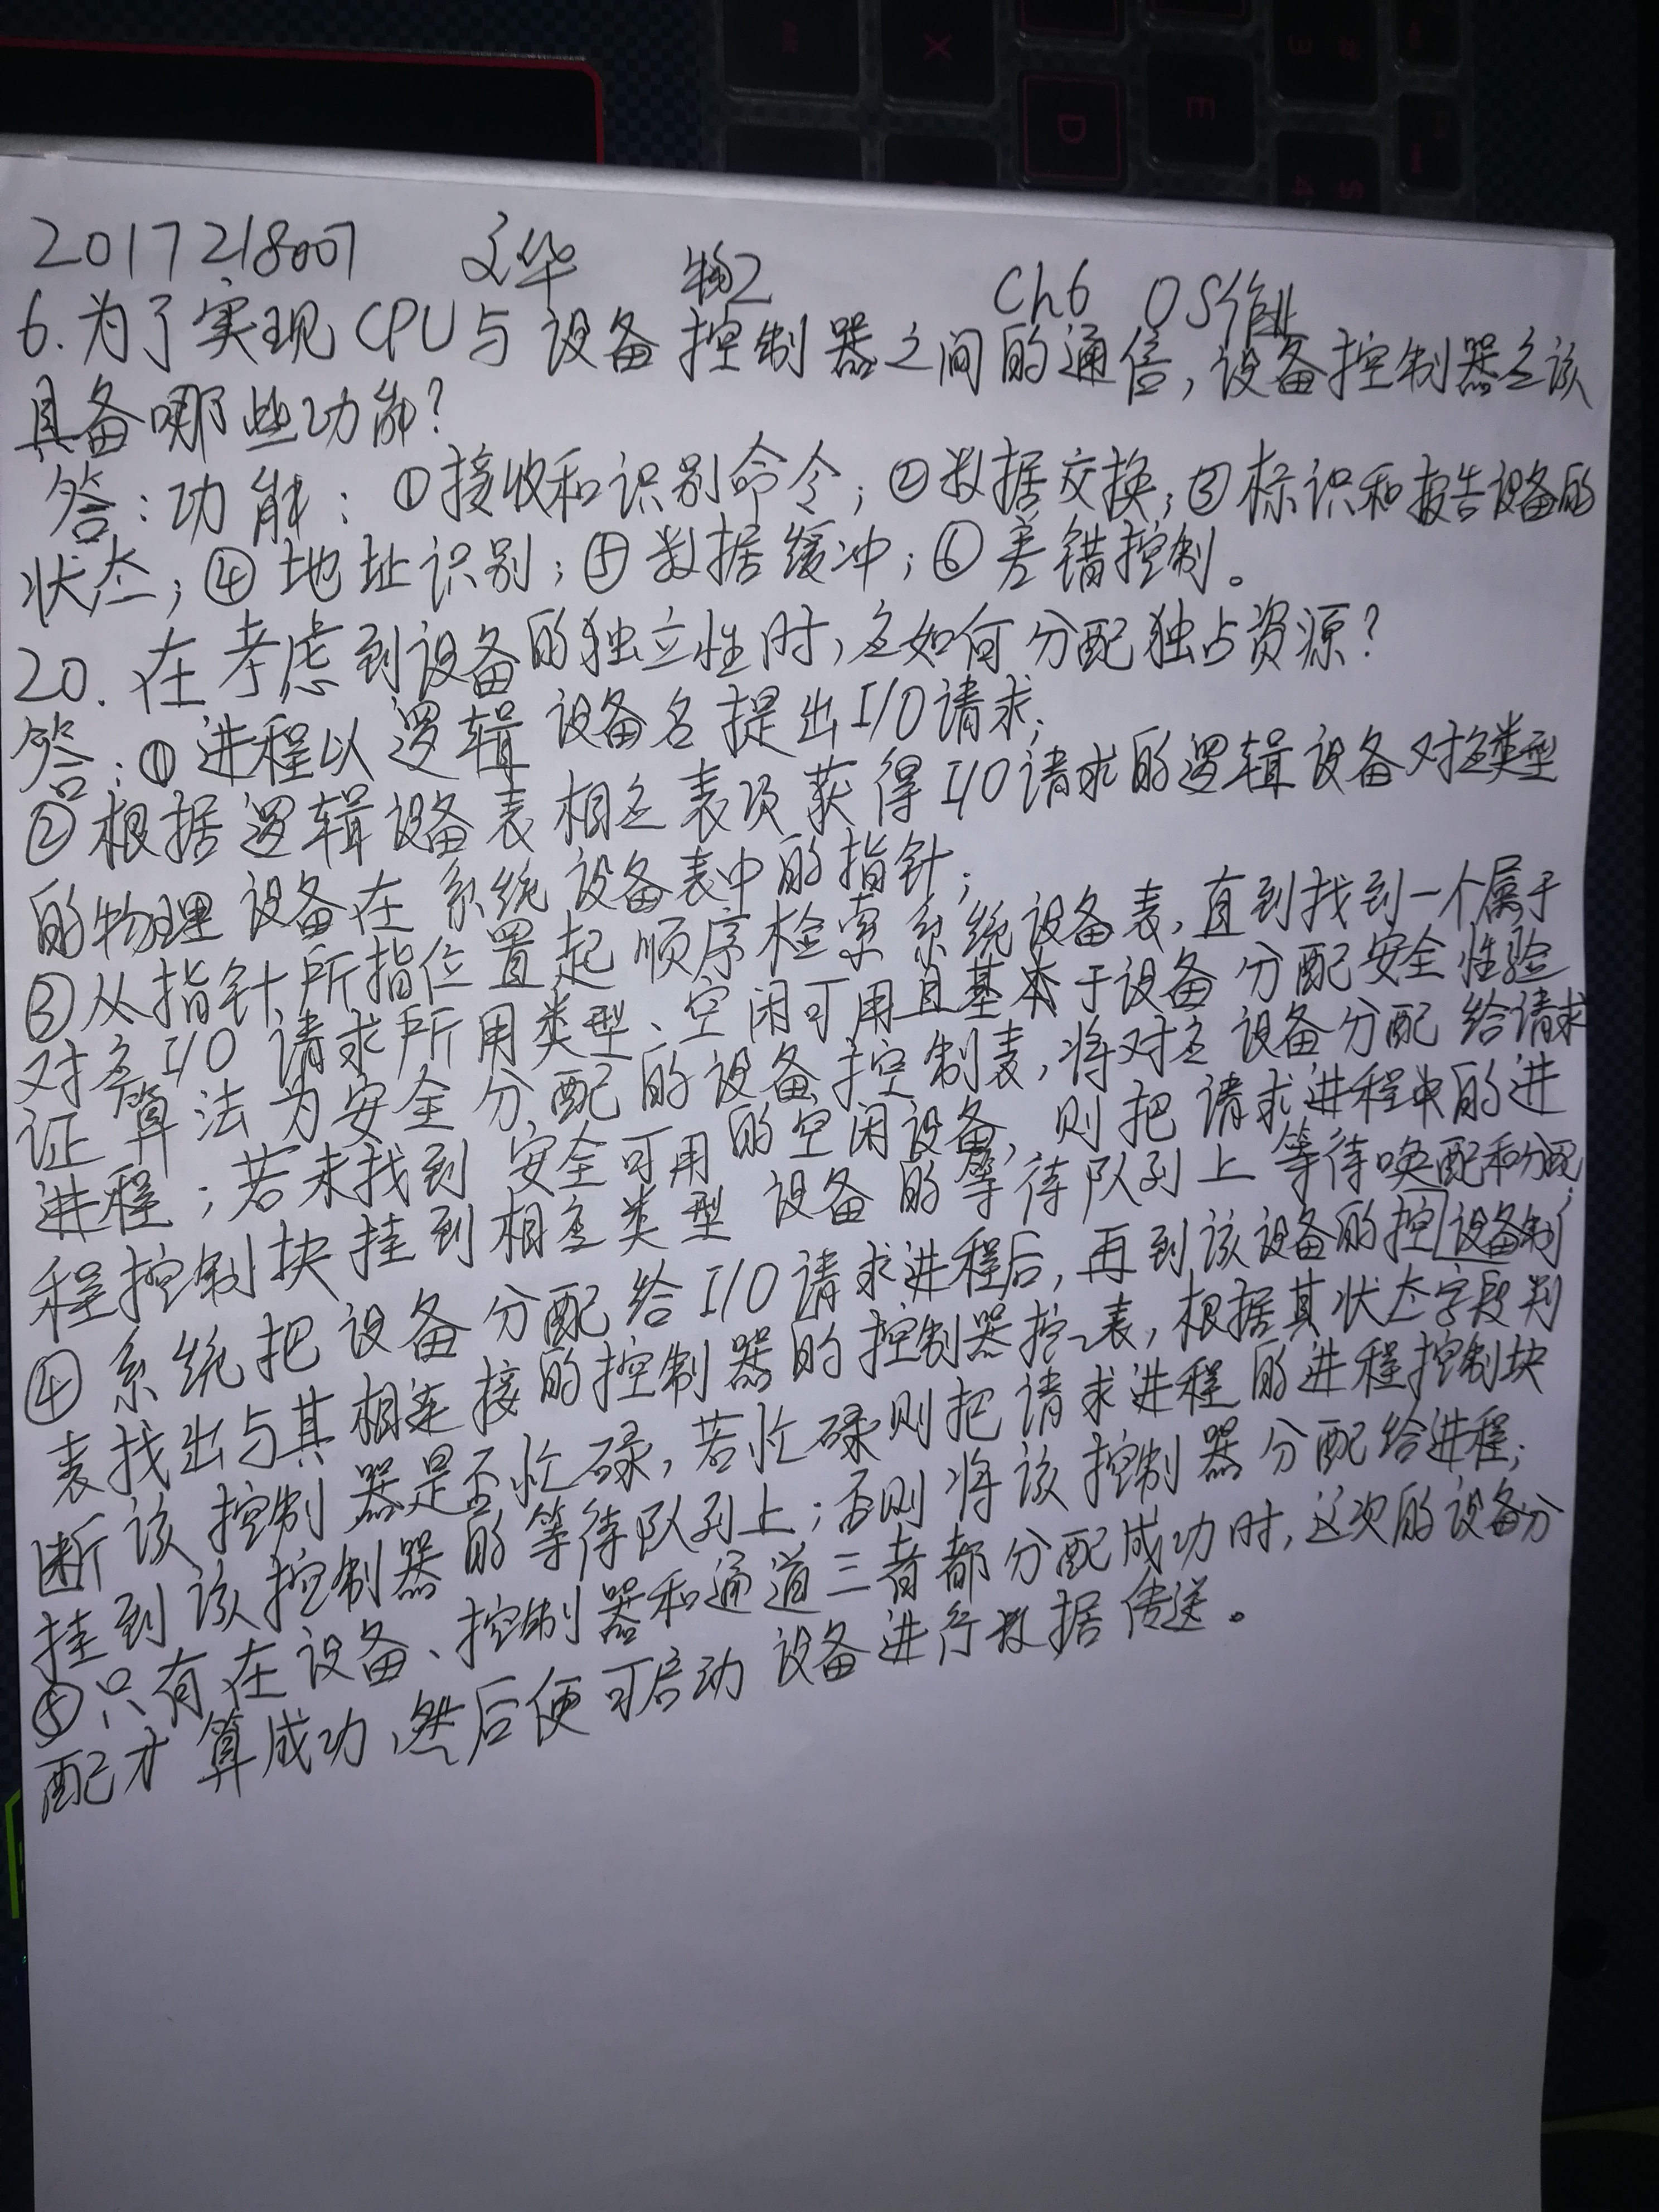 2017218007 文华 物2 Ch6 OS作业
6.为了实现CPU与设备控制器之间的通信,设备控制器应该
具备哪些功能?
答:功能:①接收和识别命令;②数据交换;③标识和报告设备的
状态;④地址识别;⑤数据缓冲;⑥差错控制。
20.在考虑到设备的独立性时,应如何分配独占资源?
答:①进程以逻辑设备名提出I/O请求;
②根据逻辑设备表相应表项获得I/O请求的逻辑设备对应类型
的物理设备在系统设备表中的指针;
③从指针所指位置起顺序检索系统设备表,直到找到一个属于
对应I/O请求所用类型、空闲可用且基本于设备分配安全性验
证算法为安全分配的设备控制表,将对应设备分配给请求
进程;若未找到安全可用的空闲设备,则把请求进程中的进
程控制块挂到相应类型设备的等待队列上等待唤配和分配;
④系统把设备分配给I/O请求进程后,再到该设备的控设备制
表找出与其相连接的控制器的控制器控表,根据其状态字段判
断该控制器是否忙碌,若忙碌则把请求进程的进程控制块
挂到该控制器的等待队列上;否则将该控制器分配给进程;
⑤只有在设备、控制器和通道三者都分配成功时,这次的设备分
配才算成功,然后便可启动设备进行数据传送。
W
X
E
D
3
#
4
$